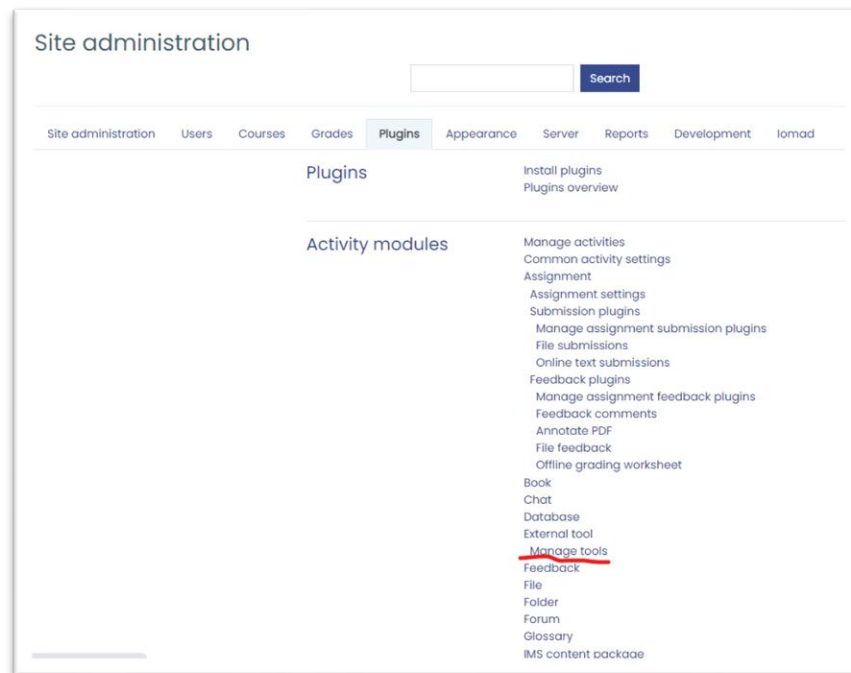 Site administration
Search
Site administration Users Courses Grades Plugins Appearance Server Reports Development Iomad
Plugins
Install plugins
Plugins overview
Activity modules
Manage activities
Common activity settings
Assignment
Assignment settings
Submission plugins
Manage assignment submission plugins
File submissions
Online text submissions
Feedback plugins
Manage assignment feedback plugins
Feedback comments
Annotate PDF
File feedback
Offline grading worksheet
Book
Chat
Database
External tool
Manage tools
Feedback
File
Folder
Forum
Glossary
IMS content package